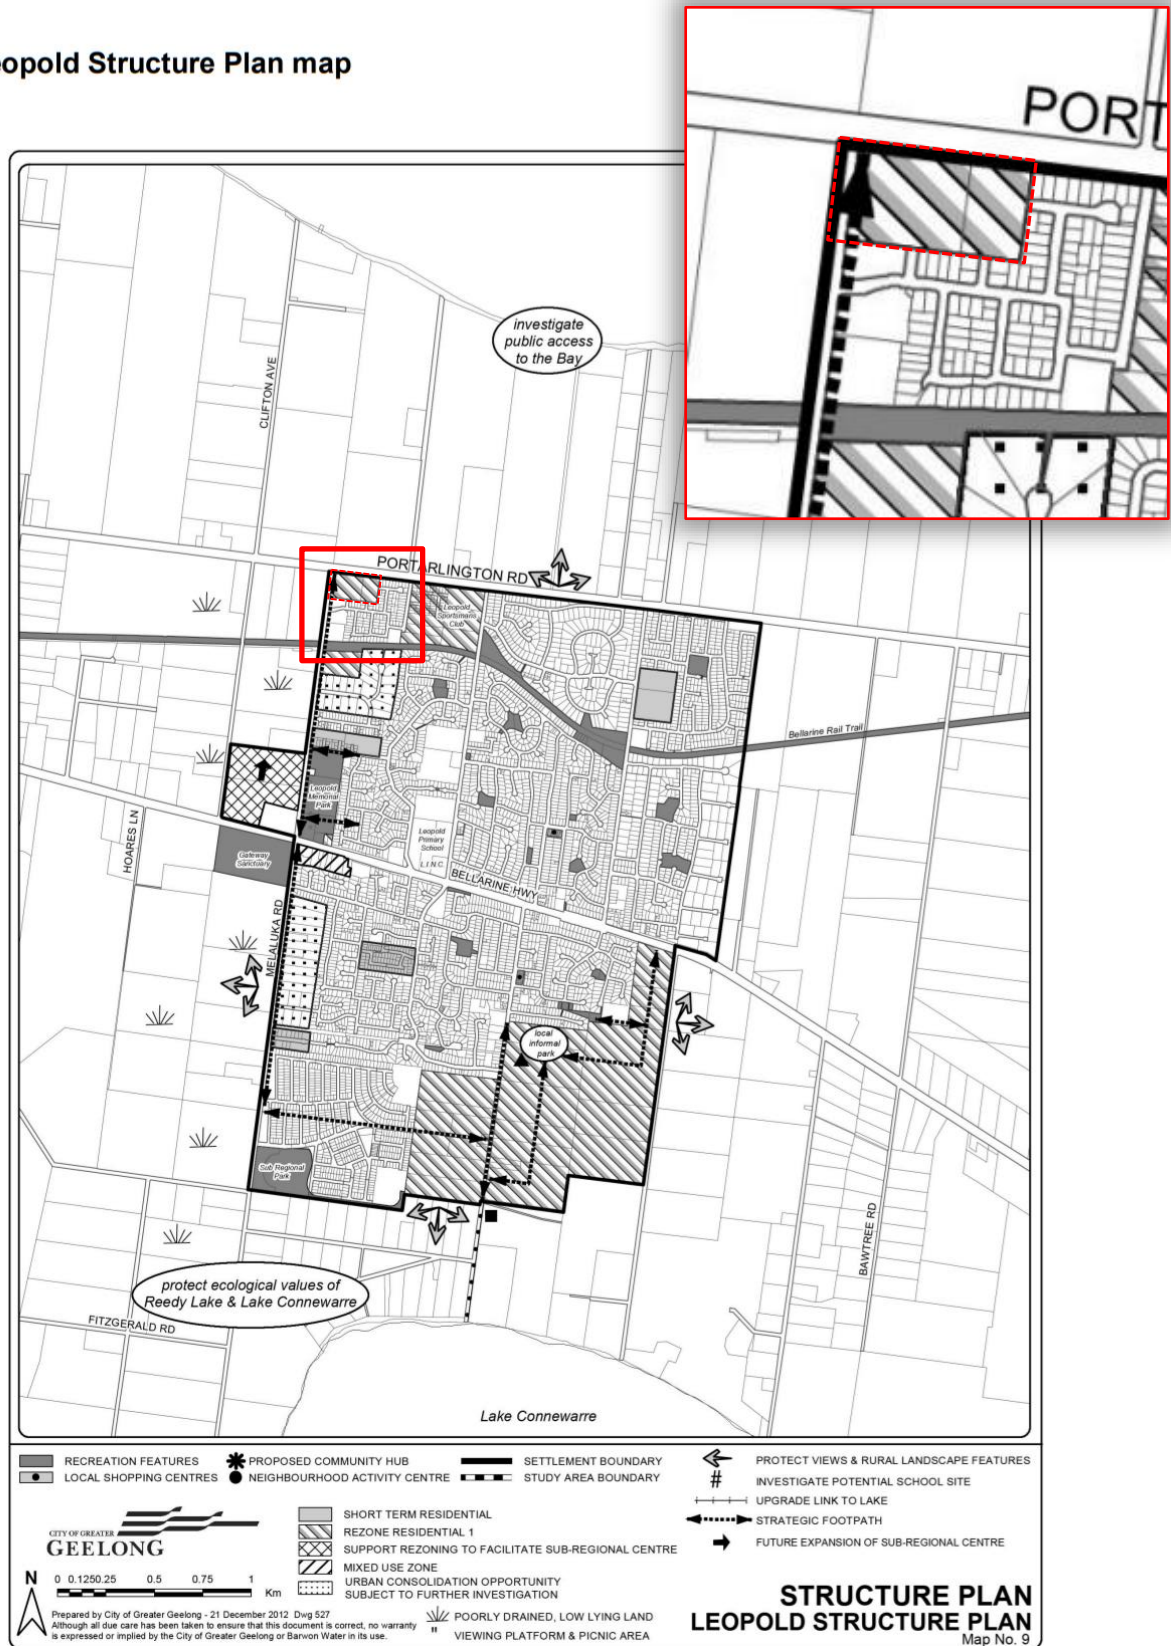 eopold Structure Plan map
PORT
investigate
public access
to the Bay
CLIFTON AVE
PORTARLINGTON RD
Leopold
Sportsmans
Club
Bellarine Rail Trail
Leopold
Memorial
Park
HOARES LN
Leopold
Primary
School
L.I.N.C.
Gateway
Sanctuary
BELLARINE HWY
MELALUKA RD
local
informal
park
Sub Regional
Park
BAWTREE RD
protect ecological values of
Reedy Lake & Lake Connewarre
FITZGERALD RD
Lake Connewarre
RECREATION FEATURES
LOCAL SHOPPING CENTRES
PROPOSED COMMUNITY HUB
NEIGHBOURHOOD ACTIVITY CENTRE
SETTLEMENT BOUNDARY
STUDY AREA BOUNDARY
PROTECT VIEWS & RURAL LANDSCAPE FEATURES
# INVESTIGATE POTENTIAL SCHOOL SITE
UPGRADE LINK TO LAKE
STRATEGIC FOOTPATH
FUTURE EXPANSION OF SUB-REGIONAL CENTRE
SHORT TERM RESIDENTIAL
REZONE RESIDENTIAL 1
SUPPORT REZONING TO FACILITATE SUB-REGIONAL CENTRE
MIXED USE ZONE
URBAN CONSOLIDATION OPPORTUNITY
SUBJECT TO FURTHER INVESTIGATION
POORLY DRAINED, LOW LYING LAND
" VIEWING PLATFORM & PICNIC AREA
CITY OF GREATER
GEELONG
N
0 0.1250.25 0.5 0.75 1
Km
Prepared by City of Greater Geelong - 21 December 2012 Dwg 527
Although all due care has been taken to ensure that this document is correct, no warranty
is expressed or implied by the City of Greater Geelong or Barwon Water in its use.
STRUCTURE PLAN
LEOPOLD STRUCTURE PLAN
Map No. 9